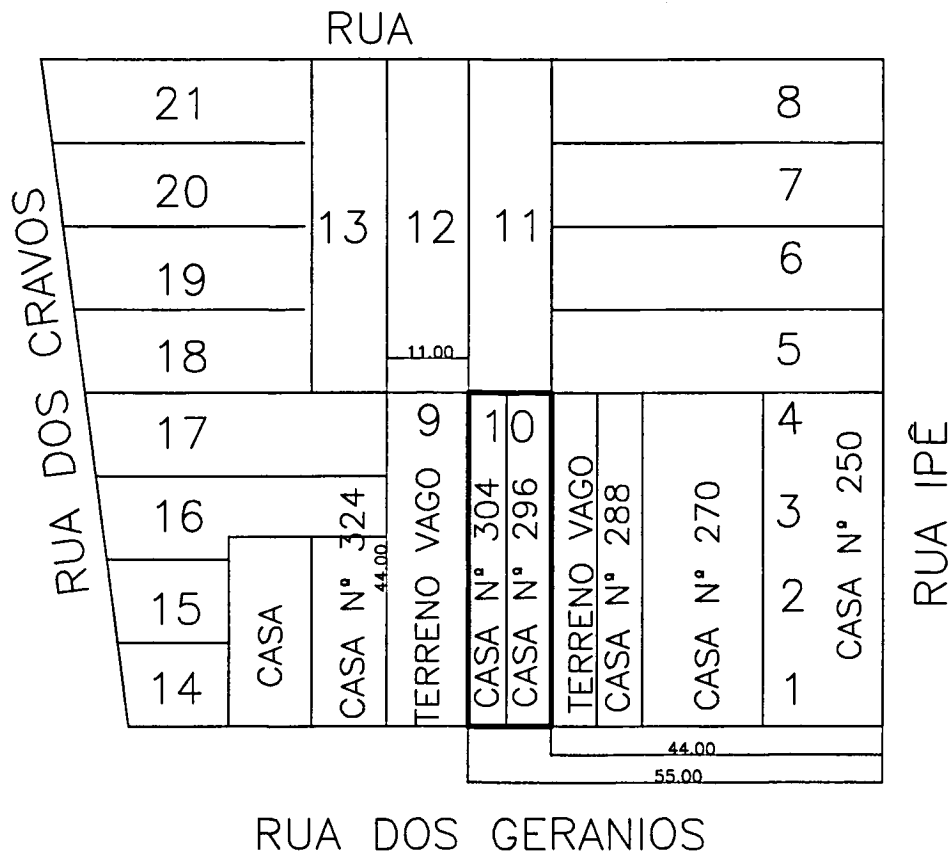 RUA
21
8
20
7
13
12
11
19
6
18
11.00
5
17
9
10
4
16
3
15
2
14
1
RUA DOS CRAVOS
CASA
CASA Nº 324
44.00
TERRENO VAGO
CASA Nº 304
CASA Nº 296
TERRENO VAGO
CASA Nº 288
CASA Nº 270
CASA Nº 250
RUA IPÊ
44.00
55.00
RUA DOS GERANIOS